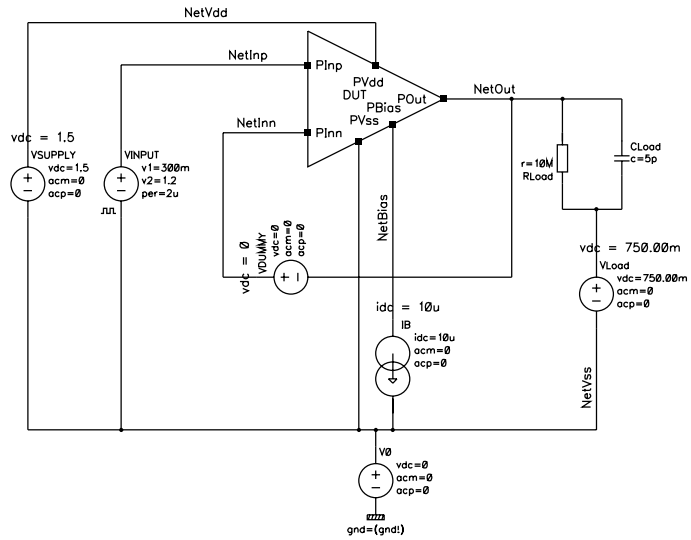 NetVdd
NetInp
PInp
PVdd
DUT
PBias
POut
NetOut
NetInn
PInn
PVss
vdc = 1.5
VSUPPLY
vdc=1.5
acm=0
acp=0
VINPUT
v1=300m
v2=1.2
per=2u
r=10M
RLoad
CLoad
c=5p
NetBias
vdc = 0
VDUMMY
vdc=0
acm=0
acp=0
vdc = 750.00m
VLoad
vdc=750.00m
acm=0
acp=0
idc = 10u
IB
idc=10u
acm=0
acp=0
NetVss
V0
vdc=0
acm=0
acp=0
gnd=(gnd!)